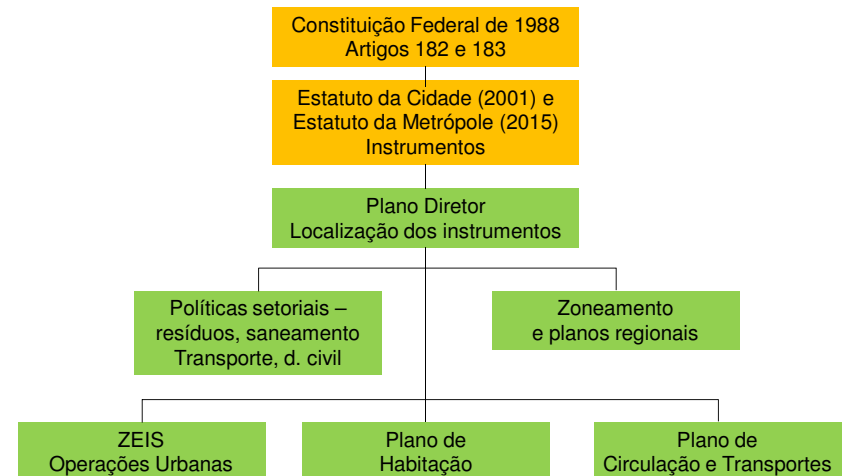 Constituição Federal de 1988
Artigos 182 e 183
Estatuto da Cidade (2001) e
Estatuto da Metrópole (2015)
Instrumentos
Plano Diretor
Localização dos instrumentos
Políticas setoriais –
resíduos, saneamento
Transporte, d. civil
Zoneamento
e planos regionais
ZEIS
Operações Urbanas
Plano de
Habitação
Plano de
Circulação e Transportes